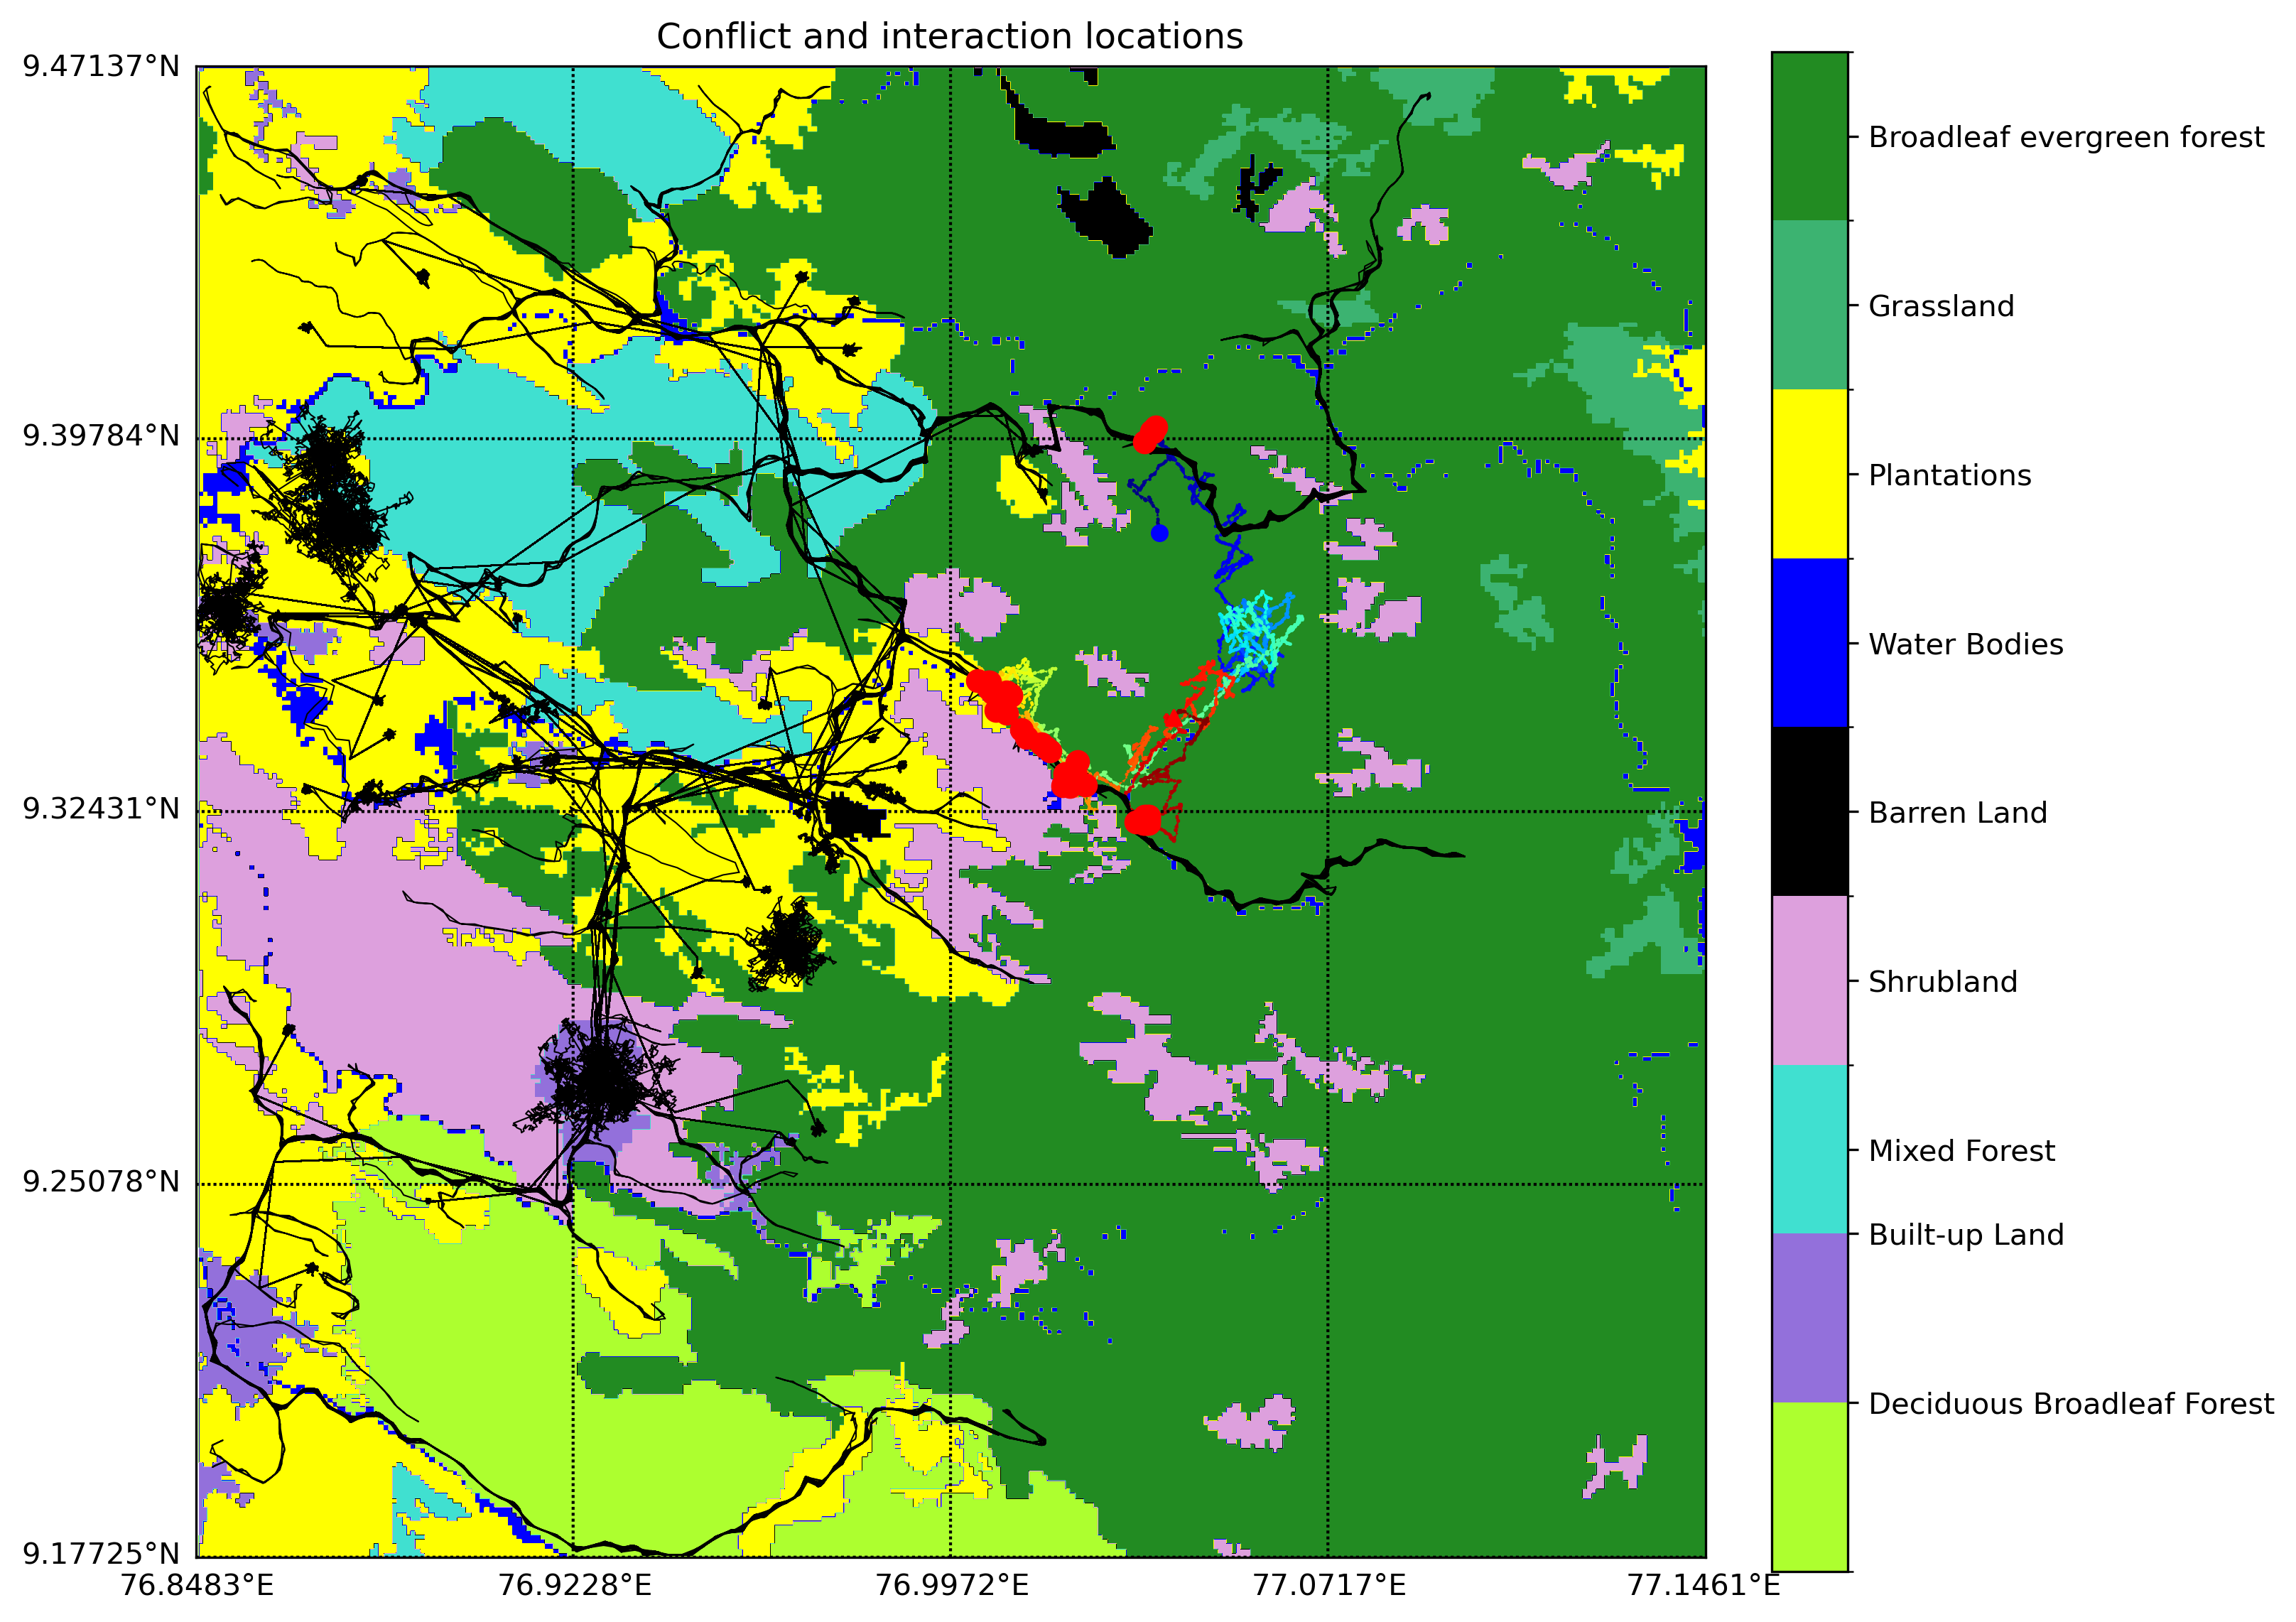 Conflict and interaction locations
9.47137°N
9.39784°N
9.32431°N
9.25078°N
9.17725°N
76.8483°E
76.9228°E
76.9972°E
77.0717°E
77.1461°E
Broadleaf evergreen forest
Grassland
Plantations
Water Bodies
Barren Land
Shrubland
Mixed Forest
Built-up Land
Deciduous Broadleaf Forest